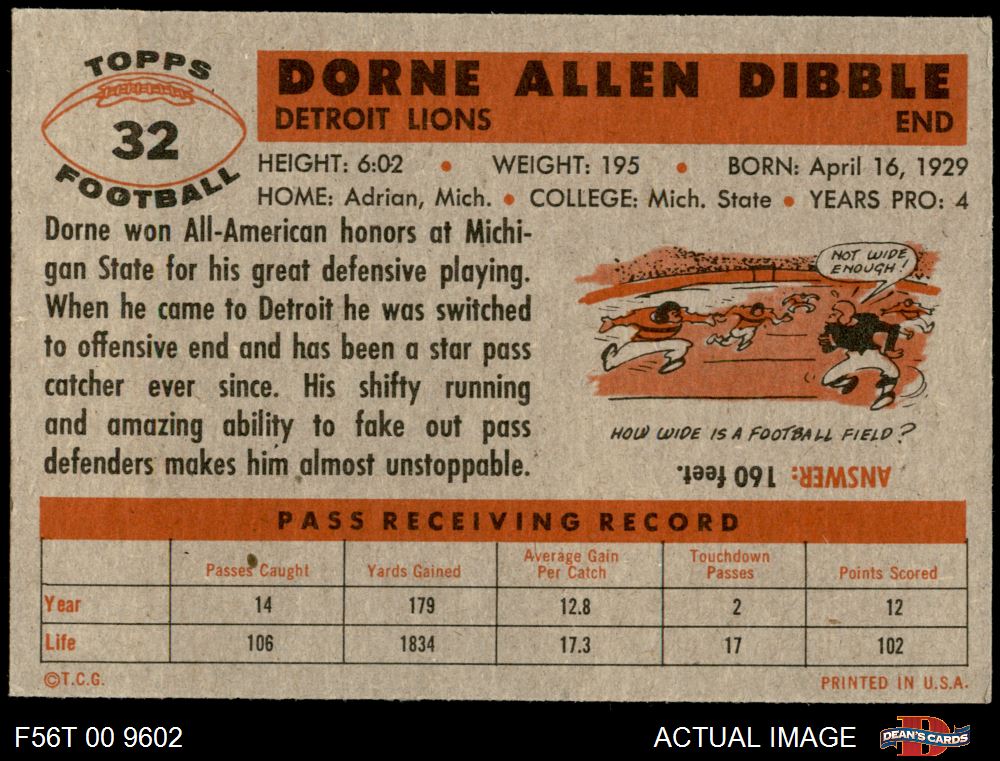 TOPPS
32
FOOTBALL
DORNE ALLEN DIBBLE
DETROIT LIONS END
HEIGHT: 6:02 • WEIGHT: 195 • BORN: April 16, 1929
HOME: Adrian, Mich. • COLLEGE: Mich. State • YEARS PRO: 4
Dorne won All-American honors at Michi-
gan State for his great defensive playing.
When he came to Detroit he was switched
to offensive end and has been a star pass
catcher ever since. His shifty running
and amazing ability to fake out pass
defenders makes him almost unstoppable.
NOT WIDE
ENOUGH!
HOW WIDE IS A FOOTBALL FIELD?
ANSWER: 160 feet.
PASS RECEIVING RECORD
Passes Caught Yards Gained Average Gain Per Catch Touchdown Passes Points Scored
Year 14 179 12.8 2 12
Life 106 1834 17.3 17 102
©T.C.G. PRINTED IN U.S.A.
F56T 00 9602 ACTUAL IMAGE DEAN'S CARDS